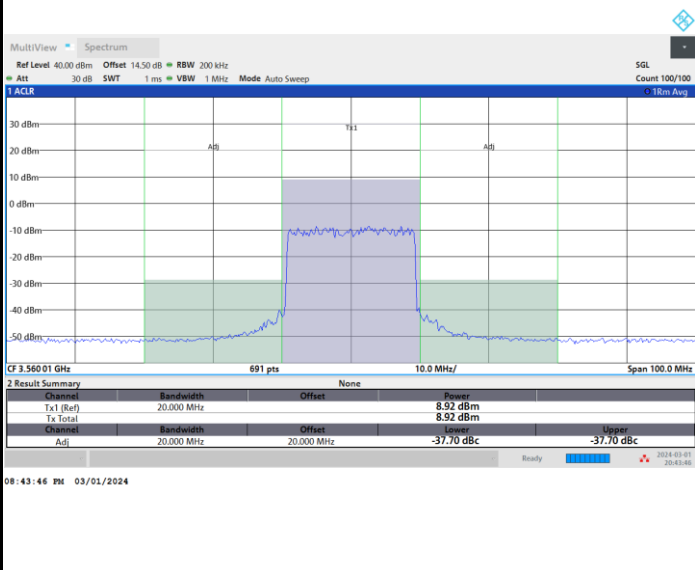 MultiView Spectrum
Ref Level 40.00 dBm Offset 14.50 dB RBW 200 kHz SGL
Att 30 dB SWT 1 ms VBW 1 MHz Mode Auto Sweep Count 100/100
1 ACLR 1Rm Avg
30 dBm
Tx1
20 dBm
Adj Adj
10 dBm
0 dBm
-10 dBm
-20 dBm
-30 dBm
-40 dBm
-50 dBm
CF 3.560 01 GHz 691 pts 10.0 MHz/ Span 100.0 MHz
2 Result Summary None
Channel Bandwidth Offset Power
Tx1 (Ref) 20.000 MHz 8.92 dBm
Tx Total 8.92 dBm
Channel Bandwidth Offset Lower Upper
Adj 20.000 MHz 20.000 MHz -37.70 dBc -37.70 dBc
Ready 2024-03-01
20:43:46
08:43:46 PM 03/01/2024